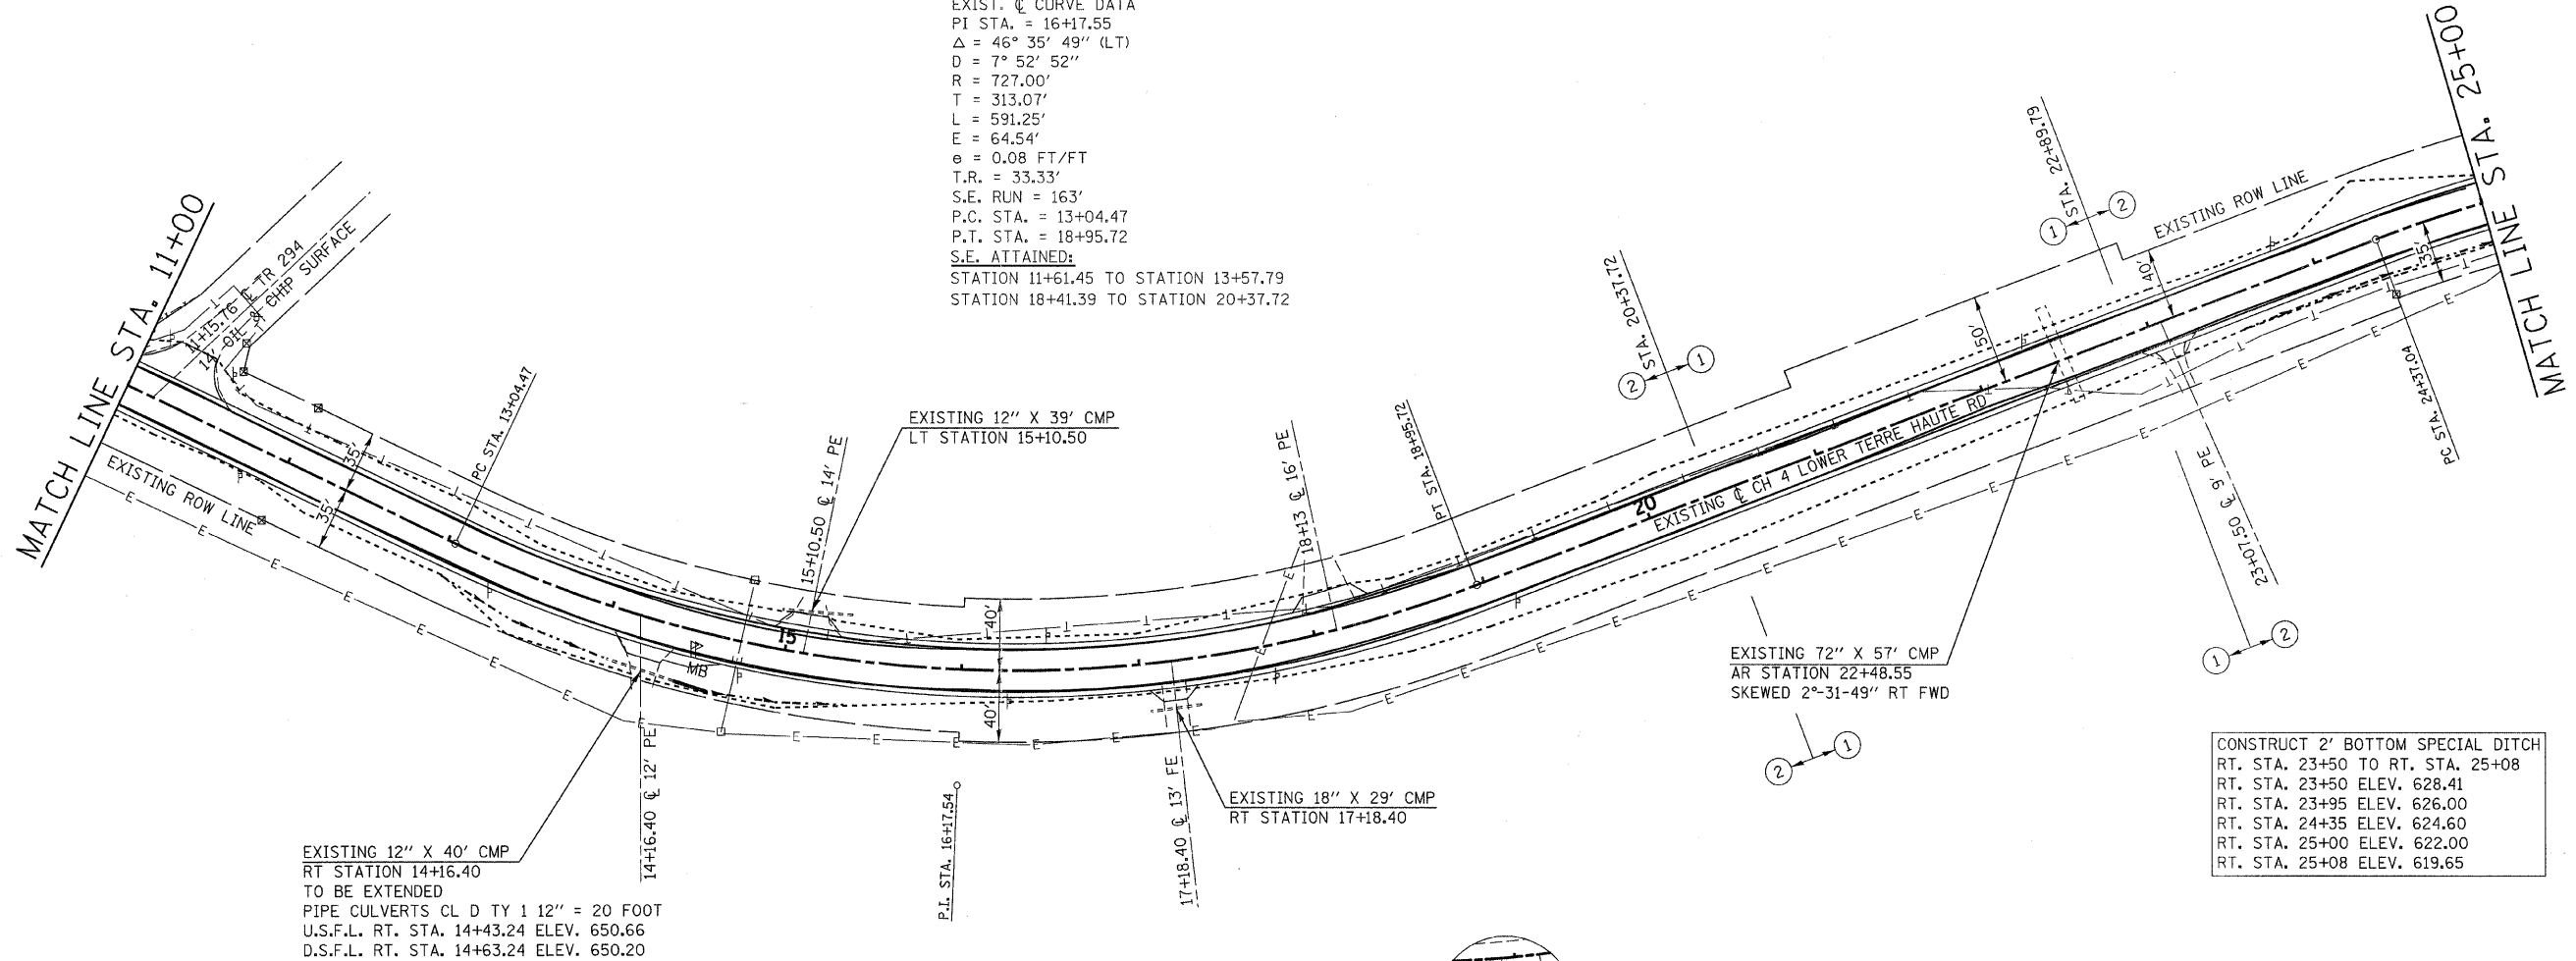 EXIST. ℄ CURVE DATA
PI STA. = 16+17.55
Δ = 46° 35' 49" (LT)
D = 7° 52' 52"
R = 727.00'
T = 313.07'
L = 591.25'
E = 64.54'
e = 0.08 FT/FT
T.R. = 33.33'
S.E. RUN = 163'
P.C. STA. = 13+04.47
P.T. STA. = 18+95.72
S.E. ATTAINED:
STATION 11+61.45 TO STATION 13+57.79
STATION 18+41.39 TO STATION 20+37.72
MATCH LINE STA. 11+00
11+15.76 ℄ TR 294
14' OIL & CHIP SURFACE
EXISTING ROW LINE
35'
35'
PC STA. 13+04.47
EXISTING 12" X 39' CMP
LT STATION 15+10.50
15+10.50 ℄ 14' PE
15
MB
14+16.40 ℄ 12' PE
EXISTING 12" X 40' CMP
RT STATION 14+16.40
TO BE EXTENDED
PIPE CULVERTS CL D TY 1 12" = 20 FOOT
U.S.F.L. RT. STA. 14+43.24 ELEV. 650.66
D.S.F.L. RT. STA. 14+63.24 ELEV. 650.20
40'
40'
P.I. STA. 16+17.54
17+18.40 ℄ 13' FE
EXISTING 18" X 29' CMP
RT STATION 17+18.40
18+13 ℄ 16' PE
PT STA. 18+95.72
STA. 20+37.72
2
1
20
EXISTING ℄ CH 4 LOWER TERRE HAUTE RD
50'
STA. 22+89.79
1
2
40'
EXISTING ROW LINE
35'
MATCH LINE STA. 25+00
PC STA. 24+37.04
23+07.50 ℄ 9' PE
1
2
EXISTING 72" X 57' CMP
AR STATION 22+48.55
SKEWED 2°-31-49" RT FWD
2
1
CONSTRUCT 2' BOTTOM SPECIAL DITCH
RT. STA. 23+50 TO RT. STA. 25+08
RT. STA. 23+50 ELEV. 628.41
RT. STA. 23+95 ELEV. 626.00
RT. STA. 24+35 ELEV. 624.60
RT. STA. 25+00 ELEV. 622.00
RT. STA. 25+08 ELEV. 619.65